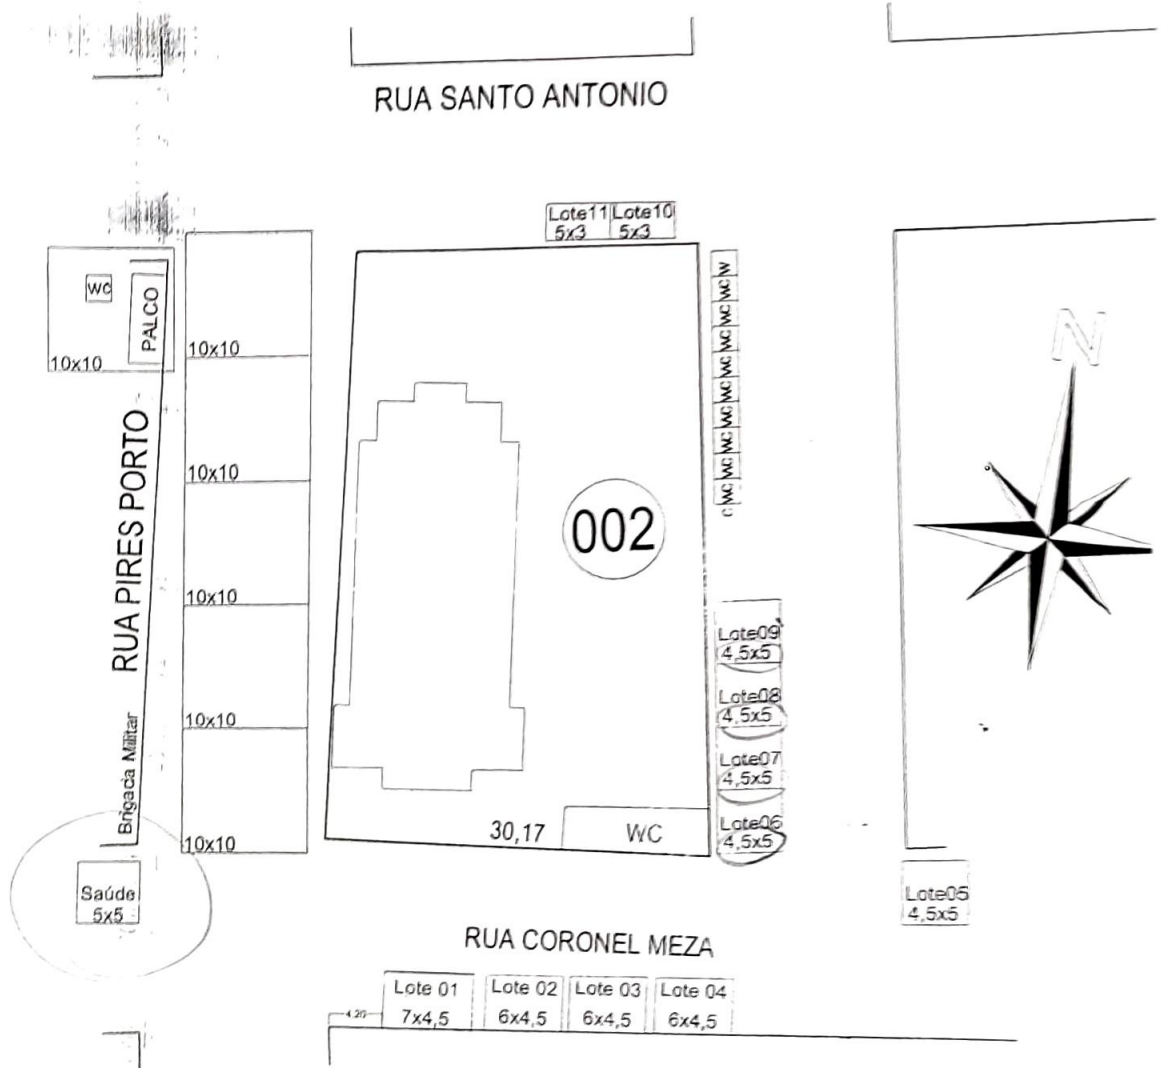 RUA SANTO ANTONIO
Lote11 Lote10
5x3 5x3
WC
PALCO
10x10
10x10
10x10
10x10
10x10
10x10
RUA PIRES PORTO
Brigada Militar
Saúde
5x5
002
30,17
WC
W
WC
WC
WC
WC
WC
WC
WC
WC
WC
C
N
Lote09
4,5x5
Lote08
4,5x5
Lote07
4,5x5
Lote06
4,5x5
Lote05
4,5x5
RUA CORONEL MEZA
Lote 01 Lote 02 Lote 03 Lote 04
7x4,5 6x4,5 6x4,5 6x4,5
4.20